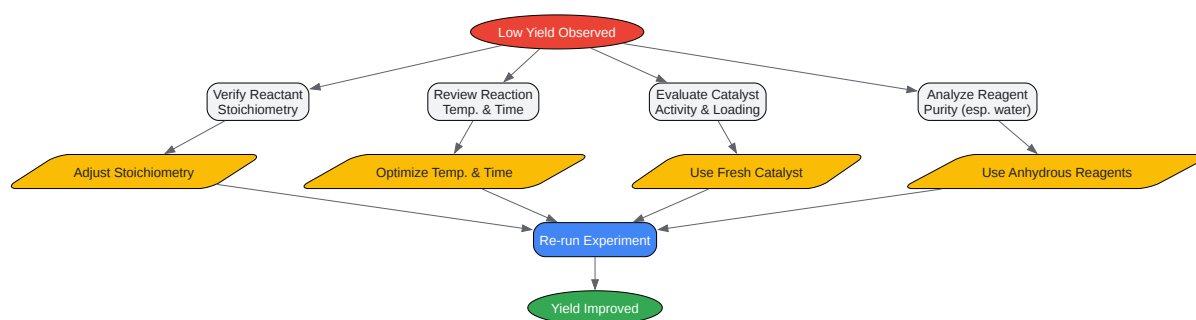 Low Yield Observed
Verify Reactant
Stoichiometry
Review Reaction
Temp. & Time
Evaluate Catalyst
Activity & Loading
Analyze Reagent
Purity (esp. water)
Adjust Stoichiometry
Optimize Temp. & Time
Use Fresh Catalyst
Use Anhydrous Reagents
Re-run Experiment
Yield Improved